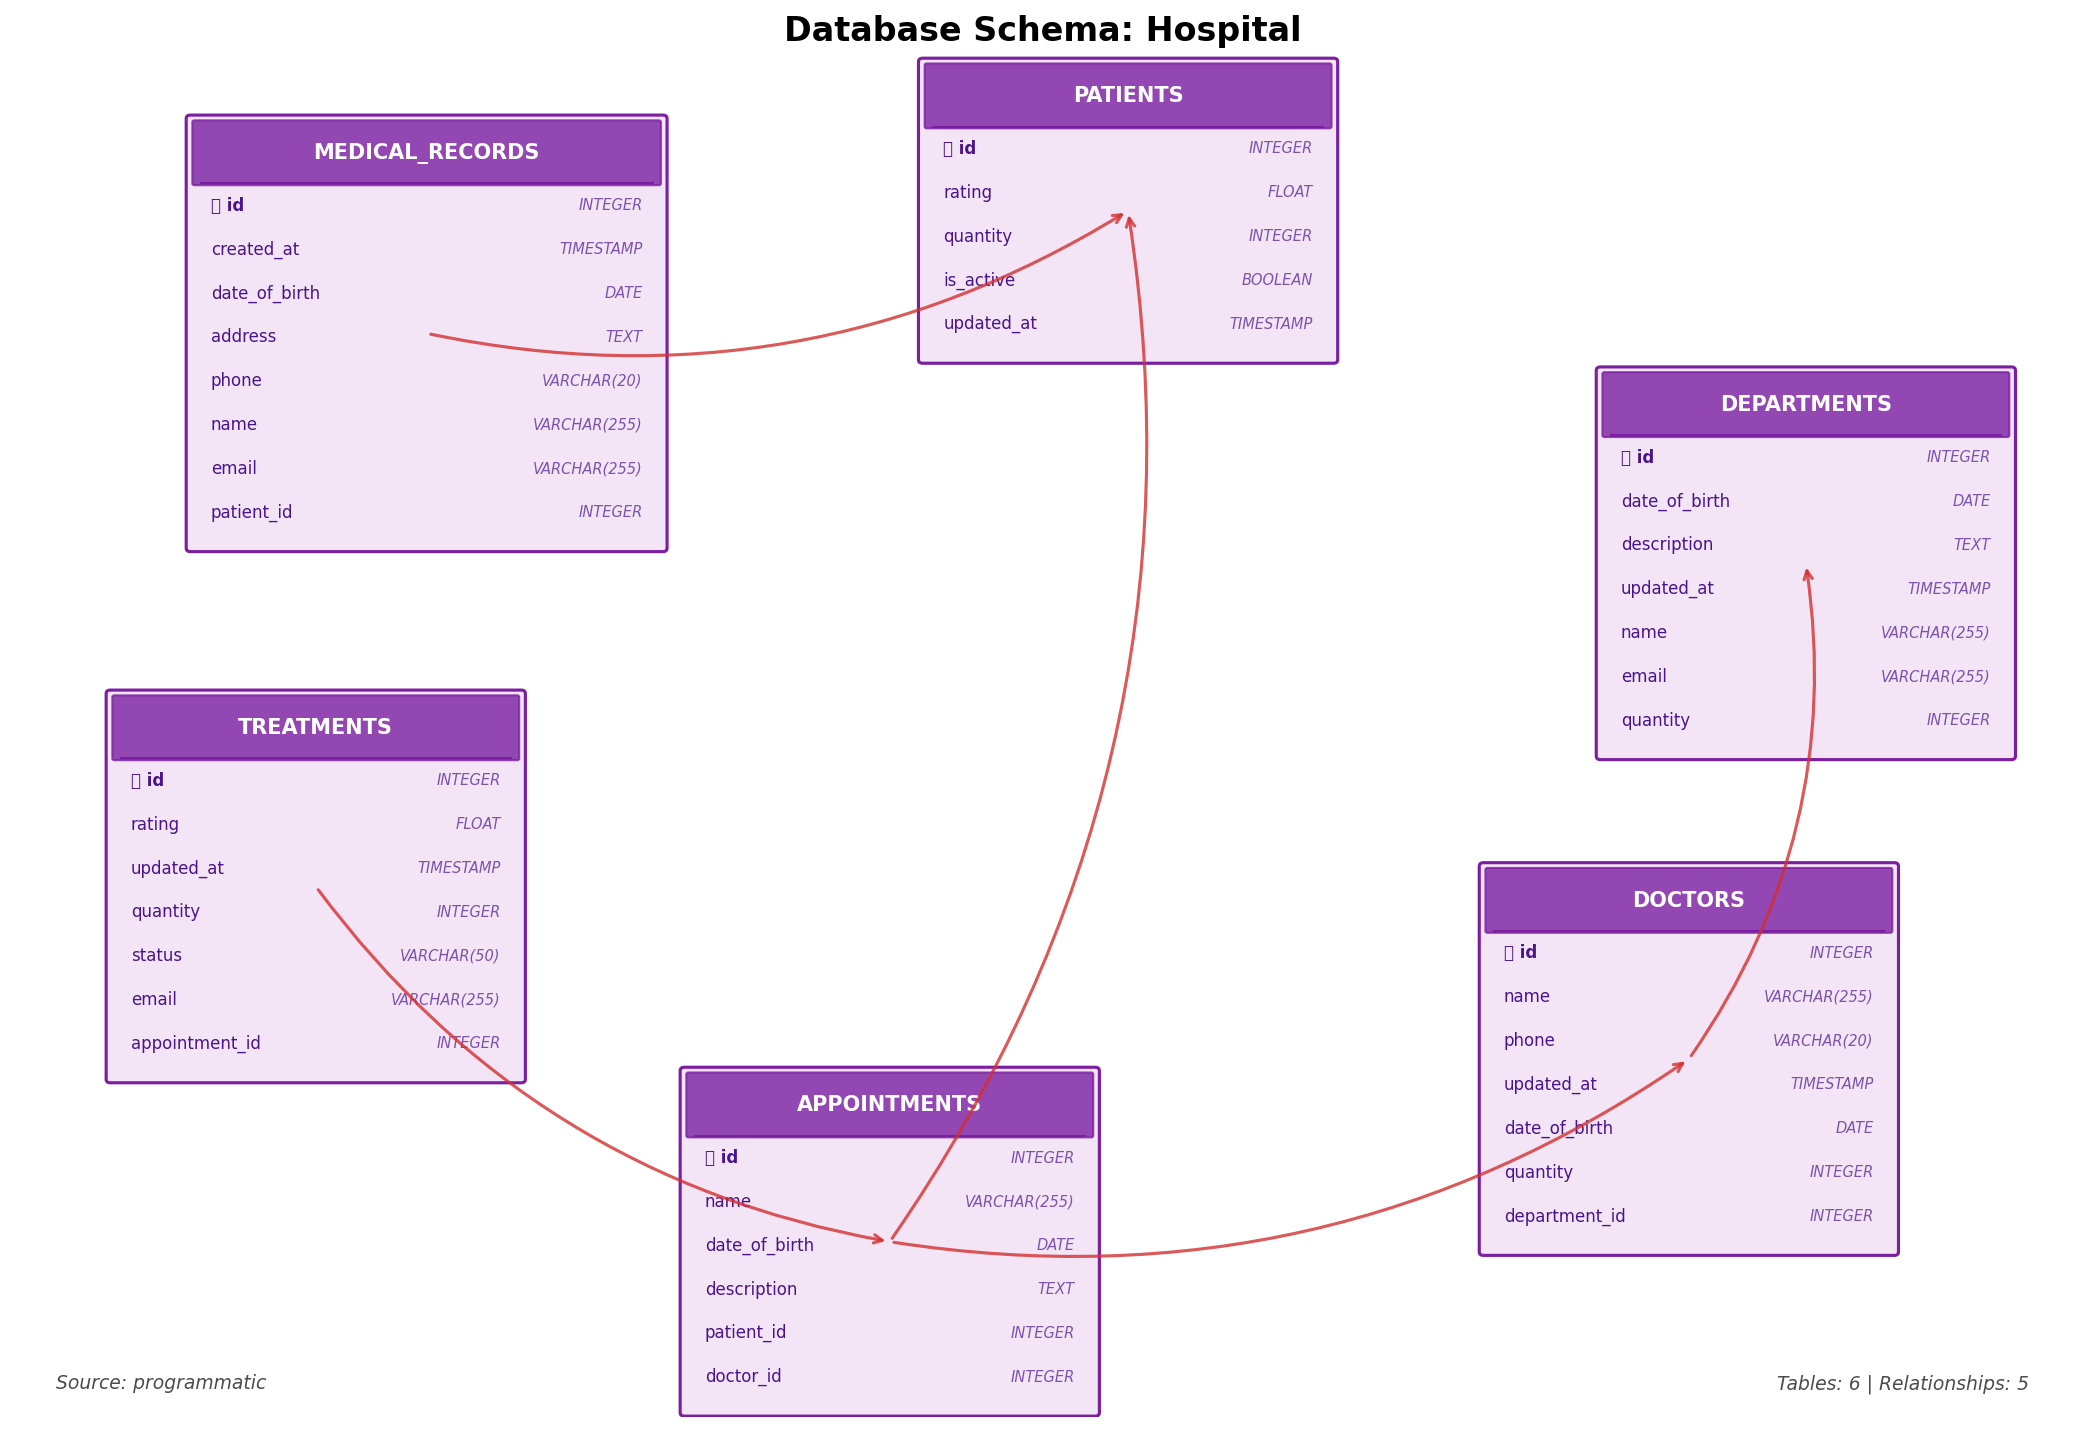 Database Schema: Hospital
PATIENTS
id INTEGER
rating FLOAT
quantity INTEGER
is_active BOOLEAN
updated_at TIMESTAMP
MEDICAL_RECORDS
id INTEGER
created_at TIMESTAMP
date_of_birth DATE
address TEXT
phone VARCHAR(20)
name VARCHAR(255)
email VARCHAR(255)
patient_id INTEGER
DEPARTMENTS
id INTEGER
date_of_birth DATE
description TEXT
updated_at TIMESTAMP
name VARCHAR(255)
email VARCHAR(255)
quantity INTEGER
TREATMENTS
id INTEGER
rating FLOAT
updated_at TIMESTAMP
quantity INTEGER
status VARCHAR(50)
email VARCHAR(255)
appointment_id INTEGER
DOCTORS
id INTEGER
name VARCHAR(255)
phone VARCHAR(20)
updated_at TIMESTAMP
date_of_birth DATE
quantity INTEGER
department_id INTEGER
APPOINTMENTS
id INTEGER
name VARCHAR(255)
date_of_birth DATE
description TEXT
patient_id INTEGER
doctor_id INTEGER
Source: programmatic
Tables: 6 | Relationships: 5